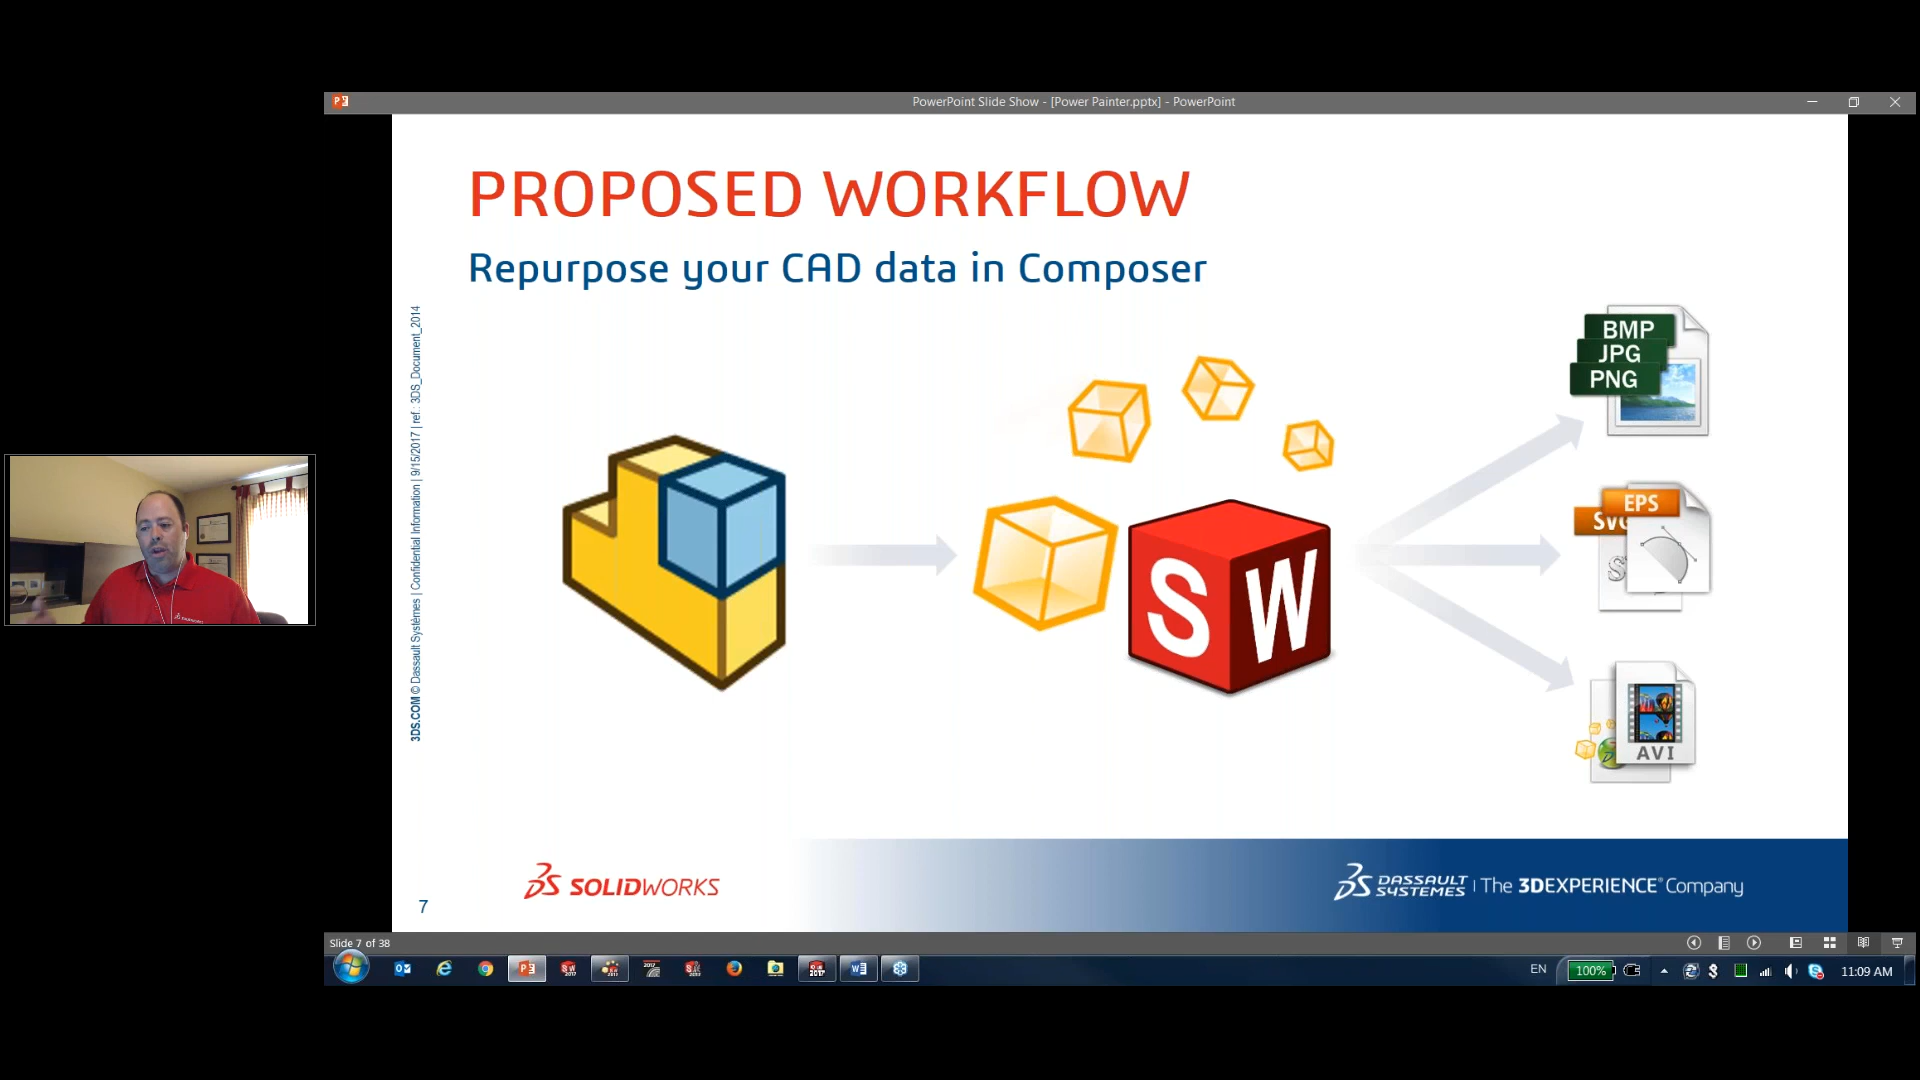 PowerPoint Slide Show - [Power Painter.pptx] - PowerPoint
PROPOSED WORKFLOW
Repurpose your CAD data in Composer
3DS.COM © Dassault Systèmes | Confidential Information | 9/15/2017 | ref.: 3DS_Document_2014
BMP
JPG
PNG
EPS
SW
AVI
SOLIDWORKS
DASSAULT
SYSTEMES
The 3DEXPERIENCE® Company
7
Slide 7 of 38
EN
100%
11:09 AM